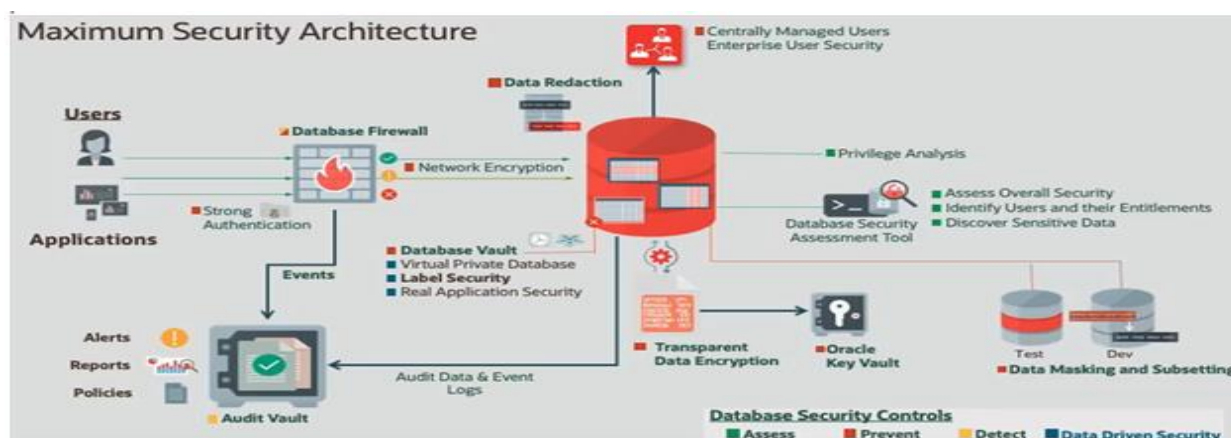 Maximum Security Architecture
Centrally Managed Users
Enterprise User Security
Data Redaction
Users
Database Firewall
Network Encryption
Privilege Analysis
Strong
Authentication
Applications
Assess Overall Security
Identify Users and their Entitlements
Discover Sensitive Data
Database Security
Assessment Tool
Database Vault
Virtual Private Database
Label Security
Real Application Security
Events
Alerts
Reports
Policies
Audit Vault
Audit Data & Event
Logs
Transparent
Data Encryption
Oracle
Key Vault
Test
Dev
Data Masking and Subsetting
Database Security Controls
Assess
Prevent
Detect
Data Driven Security